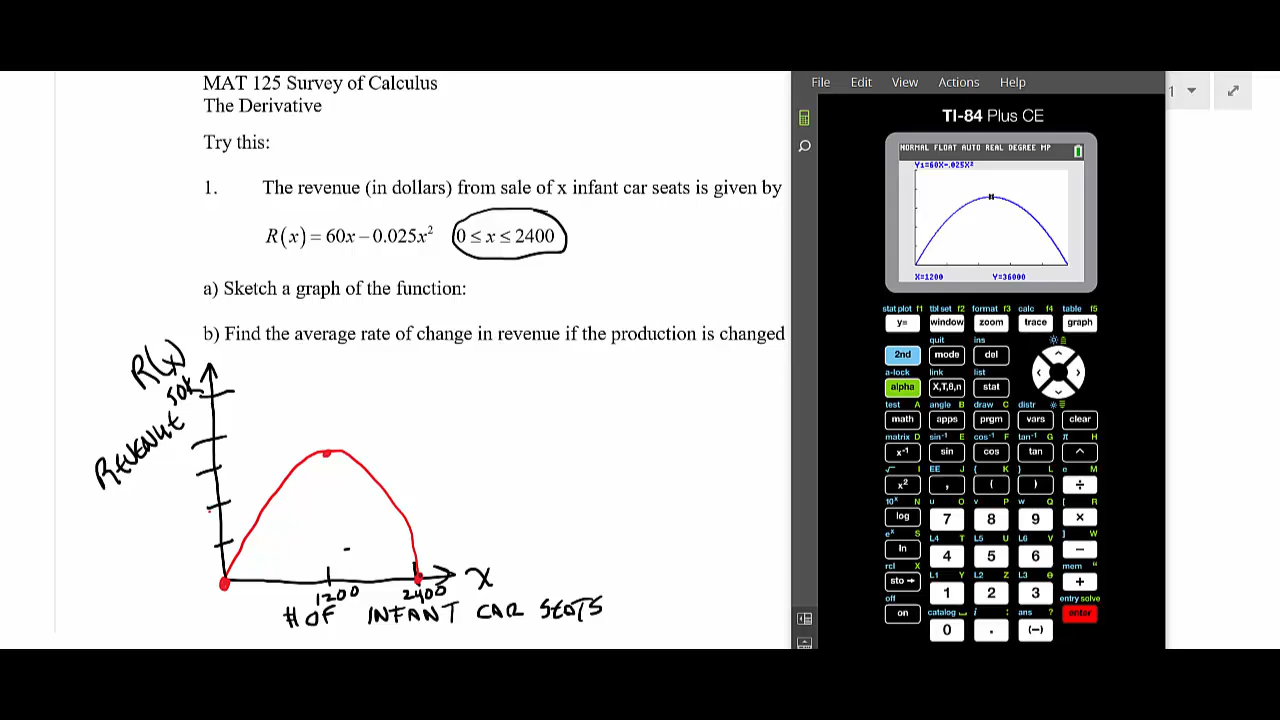 MAT 125 Survey of Calculus
The Derivative
Try this:
1. The revenue (in dollars) from sale of x infant car seats is given by
R(x) = 60x − 0.025x² 0 ≤ x ≤ 2400
a) Sketch a graph of the function:
b) Find the average rate of change in revenue if the production is changed
R(x)
50K
REVENUE
1200
2400
X
# OF INFANT CAR SEATS
File Edit View Actions Help
1
TI-84 Plus CE
NORMAL FLOAT AUTO REAL DEGREE MP
Y1=60X-.025X²
X=1200 Y=36000
stat plot f1 tbl set f2 format f3 calc f4 table f5
y= window zoom trace graph
quit ins
2nd mode del
a-lock link list
alpha X,T,θ,n stat
test A angle B draw C distr
math apps prgm vars clear
matrix D sin⁻¹ E cos⁻¹ F tan⁻¹ G π H
x⁻¹ sin cos tan ^
√ I EE J { K } L e M
x² , ( ) ÷
10ˣ N u O v P w Q [ R
log 7 8 9 ×
eˣ S L4 T L5 U L6 V ] W
ln 4 5 6 −
rcl X L1 Y L2 Z L3 θ mem "
sto→ 1 2 3 +
off catalog i : ans ? entry solve
on 0 . (−) enter